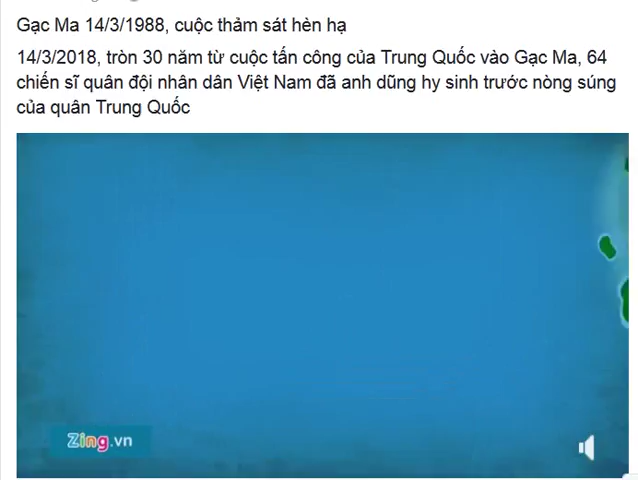 Gạc Ma 14/3/1988, cuộc thảm sát hèn hạ
14/3/2018, tròn 30 năm từ cuộc tấn công của Trung Quốc vào Gạc Ma, 64
chiến sĩ quân đội nhân dân Việt Nam đã anh dũng hy sinh trước nòng súng
của quân Trung Quốc
Zing.vn